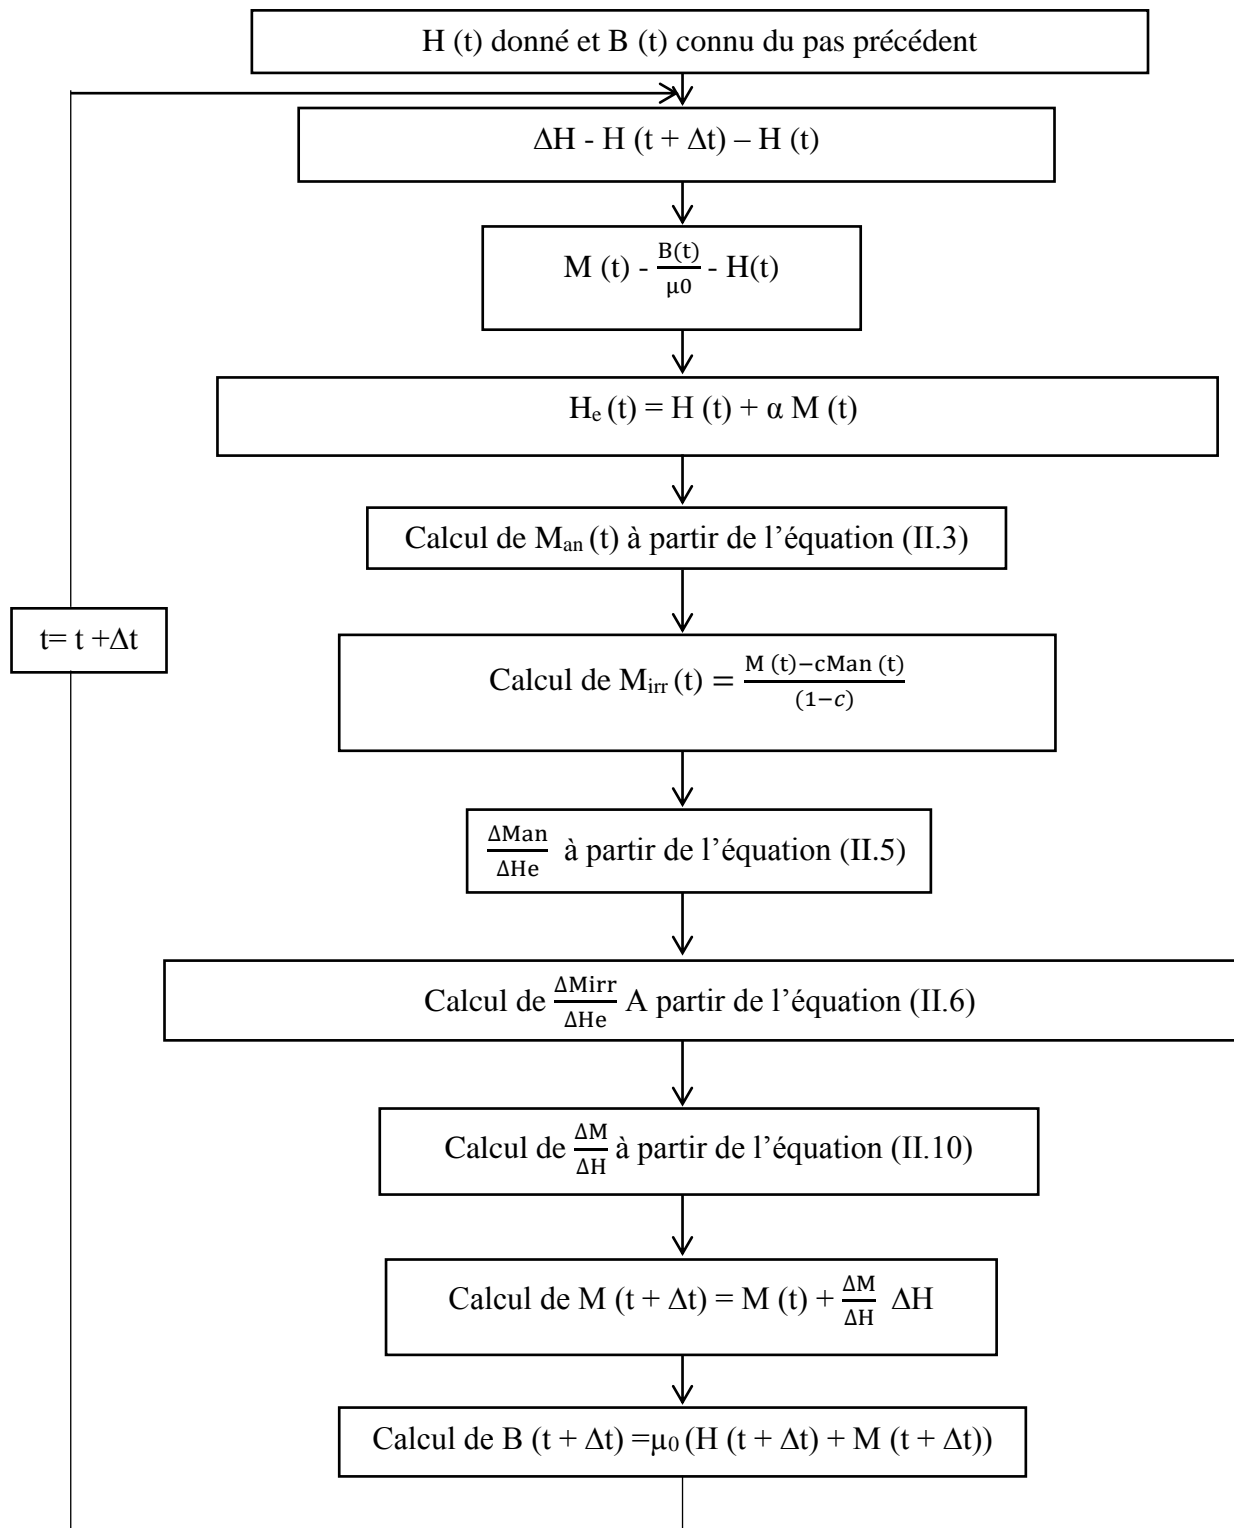 H (t) donné et B (t) connu du pas précédent
ΔH - H (t + Δt) – H (t)
M (t) - B(t)/μ0 - H(t)
He (t) = H (t) + α M (t)
Calcul de Man (t) à partir de l’équation (II.3)
t= t +Δt
Calcul de Mirr (t) = M (t)−cMan (t)/(1−c)
ΔMan/ΔHe à partir de l’équation (II.5)
Calcul de ΔMirr/ΔHe A partir de l’équation (II.6)
Calcul de ΔM/ΔH à partir de l’équation (II.10)
Calcul de M (t + Δt) = M (t) + ΔM/ΔH ΔH
Calcul de B (t + Δt) =μ0 (H (t + Δt) + M (t + Δt))